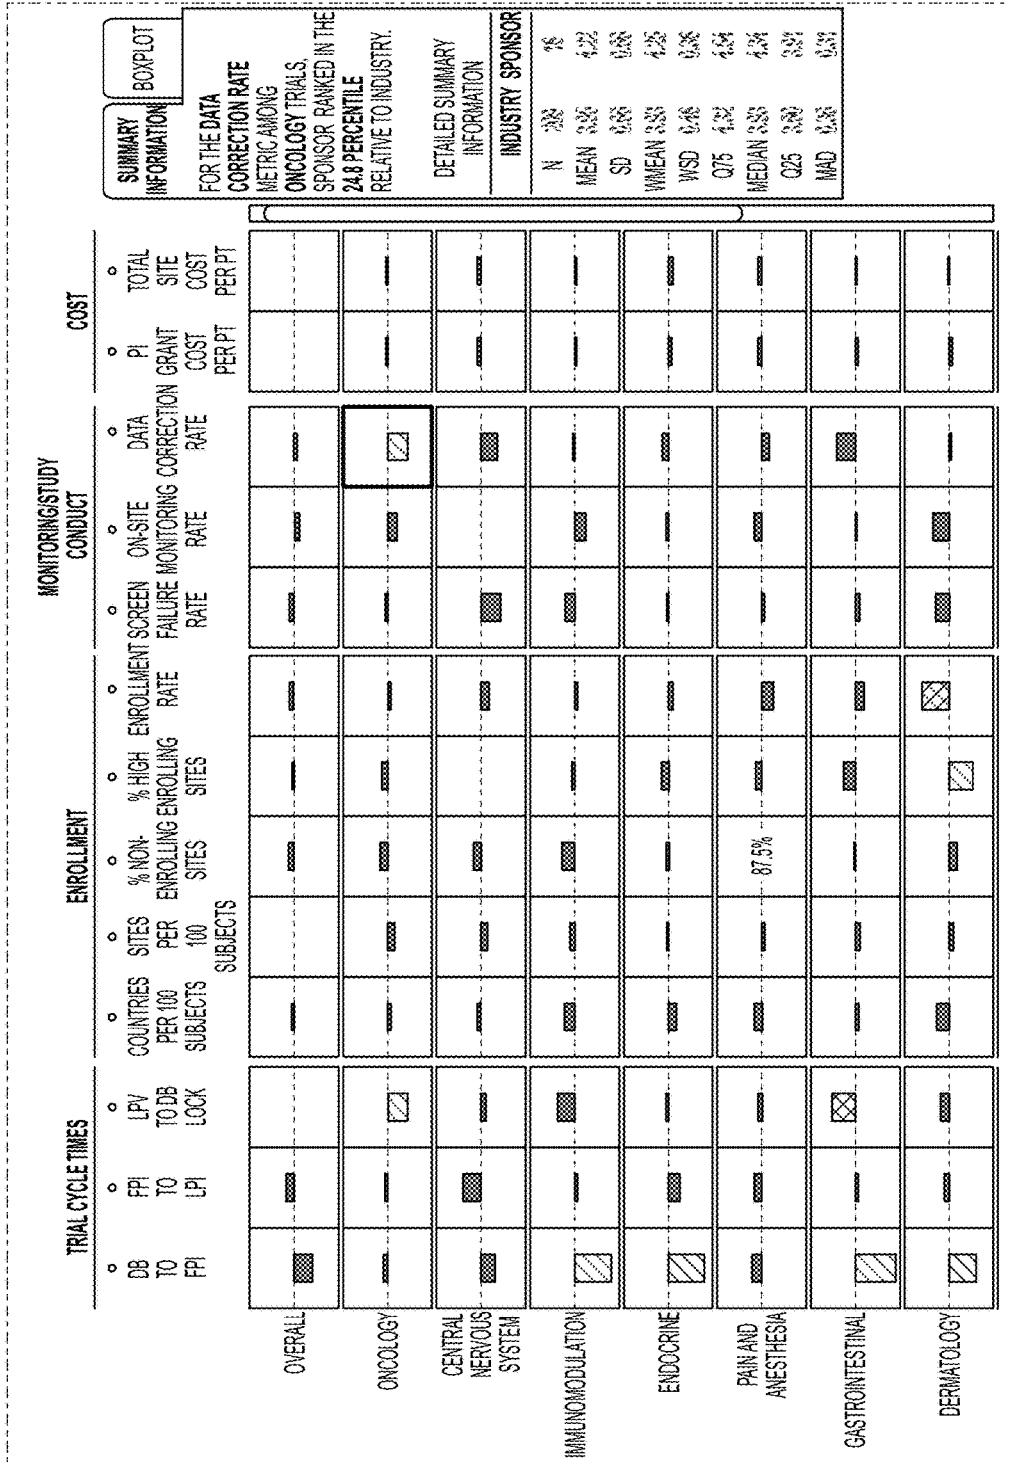 TRIAL CYCLE TIMES
ENROLLMENT
MONITORING/STUDY
CONDUCT
COST
DB
TO
FPI
FPI
TO
LPI
LPV
TO DB
LOCK
COUNTRIES
PER 100
SUBJECTS
SITES
PER
100
SUBJECTS
% NON-
ENROLLING
SITES
% HIGH
ENROLLING
SITES
ENROLLMENT
RATE
SCREEN
FAILURE
RATE
ON-SITE
MONITORING
RATE
DATA
CORRECTION
RATE
PI
GRANT
COST
PER PT
TOTAL
SITE
COST
PER PT
OVERALL
ONCOLOGY
CENTRAL
NERVOUS
SYSTEM
IMMUNOMODULATION
ENDOCRINE
PAIN AND
ANESTHESIA
87.5%
GASTROINTESTINAL
DERMATOLOGY
SUMMARY
INFORMATION
BOXPLOT
FOR THE DATA
CORRECTION RATE
METRIC AMONG
ONCOLOGY TRIALS,
SPONSOR RANKED IN THE
24.8 PERCENTILE
RELATIVE TO INDUSTRY.
DETAILED SUMMARY
INFORMATION
INDUSTRY SPONSOR
N
MEAN
SD
WMEAN
WSD
Q75
MEDIAN
Q25
MAD